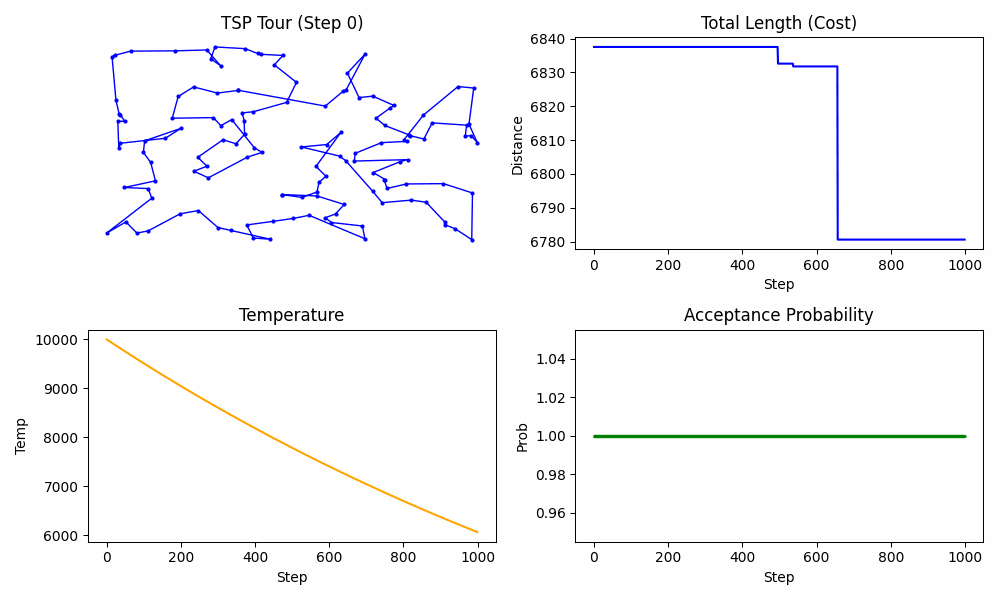 TSP Tour (Step 0)
Total Length (Cost)
6840
6830
6820
6810
6800
6790
6780
Distance
0 200 400 600 800 1000
Step
Temperature
10000
9000
8000
7000
6000
Temp
0 200 400 600 800 1000
Step
Acceptance Probability
1.04
1.02
1.00
0.98
0.96
Prob
0 200 400 600 800 1000
Step